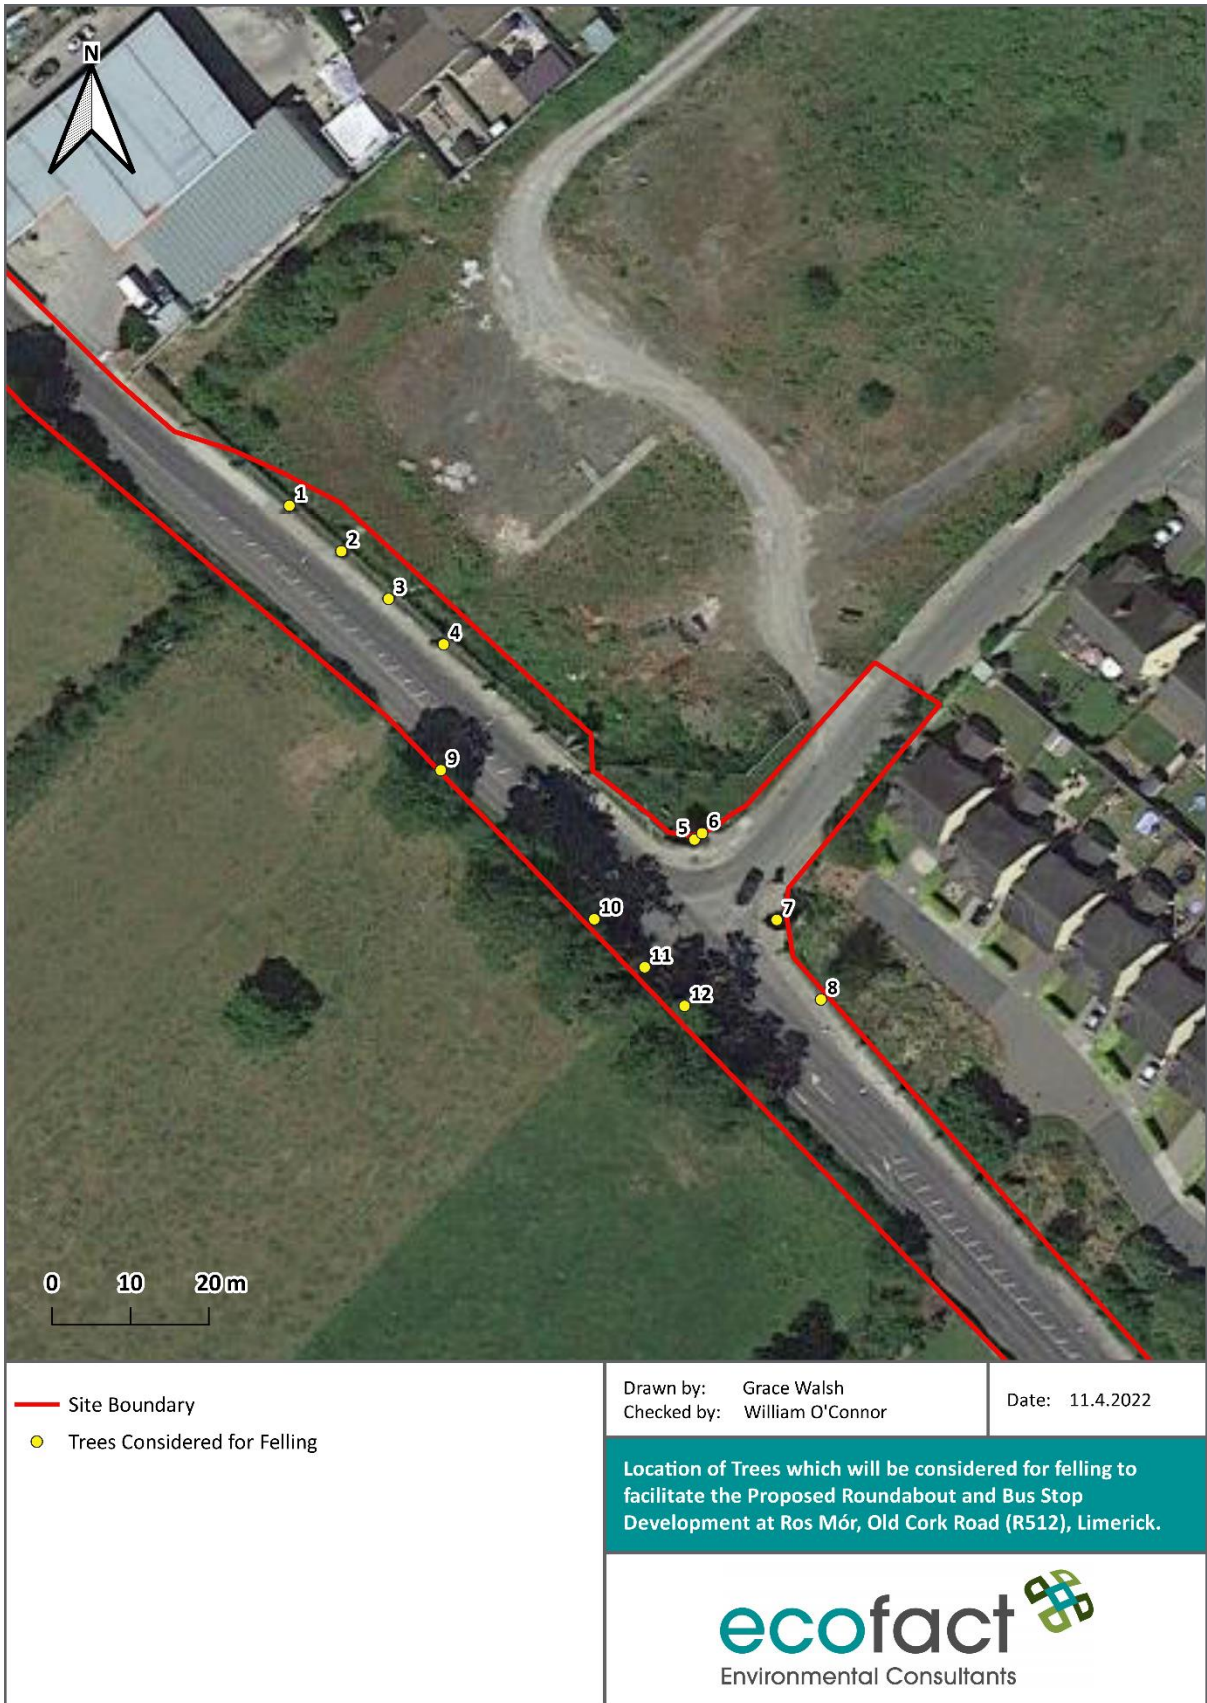 N
1
2
3
4
9
5 6
10
7
11
12
8
0 10 20 m
Site Boundary
Trees Considered for Felling
Drawn by: Grace Walsh
Checked by: William O'Connor
Date: 11.4.2022
Location of Trees which will be considered for felling to
facilitate the Proposed Roundabout and Bus Stop
Development at Ros Mór, Old Cork Road (R512), Limerick.
ecofact
Environmental Consultants